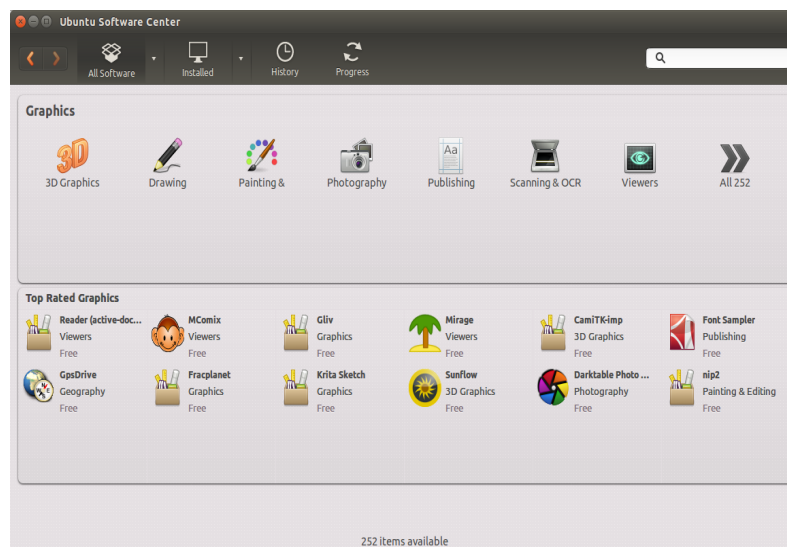 Ubuntu Software Center
All Software
Installed
History
Progress
Graphics
3D
3D Graphics
Drawing
Painting &
Photography
Aa
Publishing
Scanning & OCR
Viewers
All 252
Top Rated Graphics
Reader (active-doc...
Viewers
Free
MComix
Viewers
Free
Gliv
Graphics
Free
Mirage
Viewers
Free
CamiTK-imp
3D Graphics
Free
Font Sampler
Publishing
Free
GpsDrive
Geography
Free
Fracplanet
Graphics
Free
Krita Sketch
Graphics
Free
Sunflow
3D Graphics
Free
Darktable Photo ...
Photography
Free
nip2
Painting & Editing
Free
252 items available